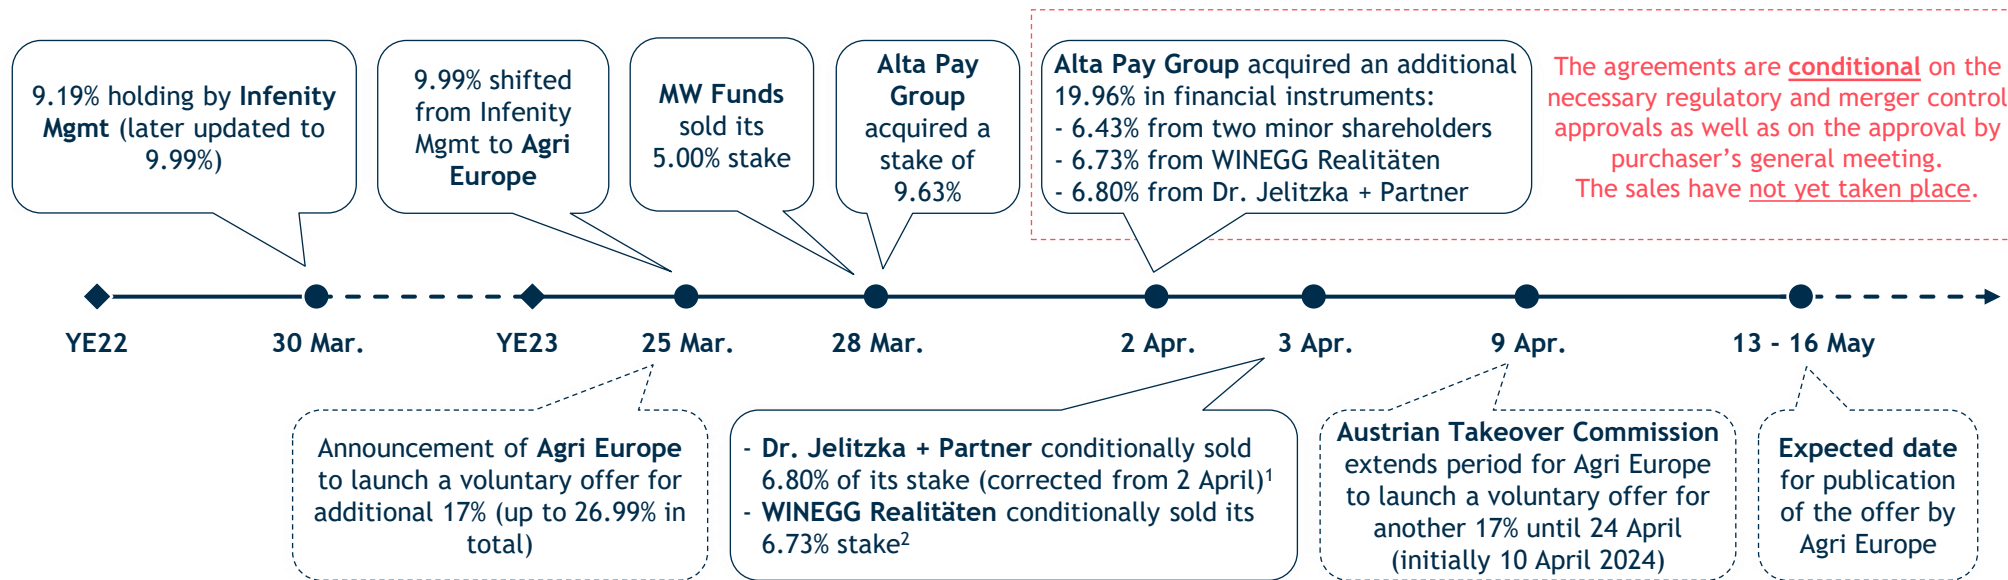 9.19% holding by Infenity
Mgmt (later updated to
9.99%)
9.99% shifted
from Infenity
Mgmt to Agri
Europe
MW Funds
sold its
5.00% stake
Alta Pay
Group
acquired a
stake of
9.63%
Alta Pay Group acquired an additional
19.96% in financial instruments:
- 6.43% from two minor shareholders
- 6.73% from WINEGG Realitäten
- 6.80% from Dr. Jelitzka + Partner
The agreements are conditional on the
necessary regulatory and merger control
approvals as well as on the approval by
purchaser’s general meeting.
The sales have not yet taken place.
YE22
30 Mar.
YE23
25 Mar.
28 Mar.
2 Apr.
3 Apr.
9 Apr.
13 - 16 May
Announcement of Agri Europe
to launch a voluntary offer for
additional 17% (up to 26.99% in
total)
- Dr. Jelitzka + Partner conditionally sold
6.80% of its stake (corrected from 2 April)¹
- WINEGG Realitäten conditionally sold its
6.73% stake²
Austrian Takeover Commission
extends period for Agri Europe
to launch a voluntary offer for
another 17% until 24 April
(initially 10 April 2024)
Expected date
for publication
of the offer by
Agri Europe